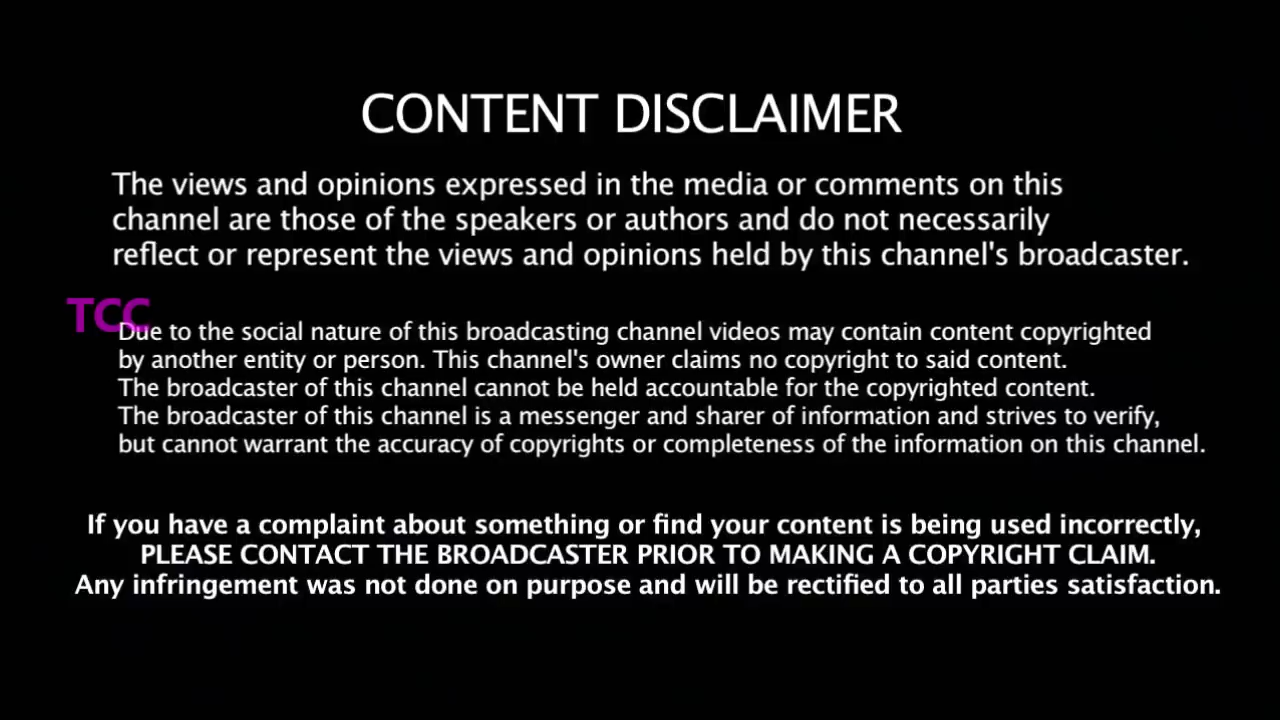 CONTENT DISCLAIMER
The views and opinions expressed in the media or comments on this
channel are those of the speakers or authors and do not necessarily
reflect or represent the views and opinions held by this channel's broadcaster.
TCC
Due to the social nature of this broadcasting channel videos may contain content copyrighted
by another entity or person. This channel's owner claims no copyright to said content.
The broadcaster of this channel cannot be held accountable for the copyrighted content.
The broadcaster of this channel is a messenger and sharer of information and strives to verify,
but cannot warrant the accuracy of copyrights or completeness of the information on this channel.
If you have a complaint about something or find your content is being used incorrectly,
PLEASE CONTACT THE BROADCASTER PRIOR TO MAKING A COPYRIGHT CLAIM.
Any infringement was not done on purpose and will be rectified to all parties satisfaction.